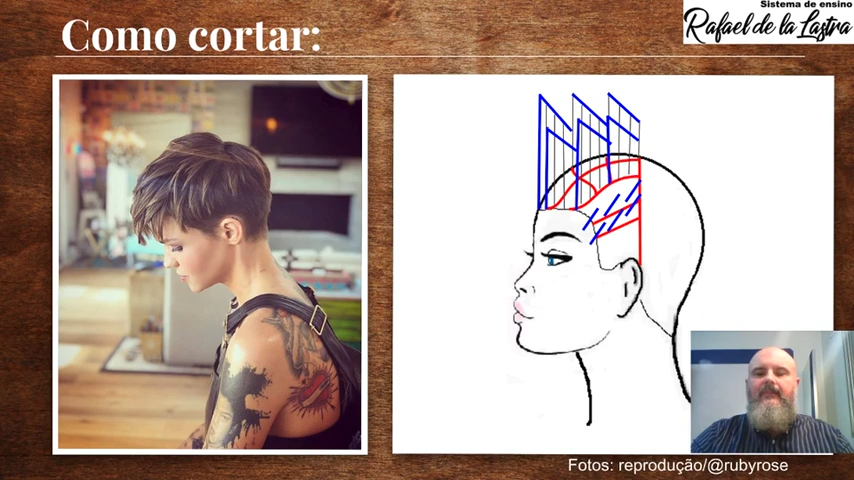 Como cortar:
Sistema de ensino
Rafael de la Lastra
Fotos: reprodução/@rubyrose